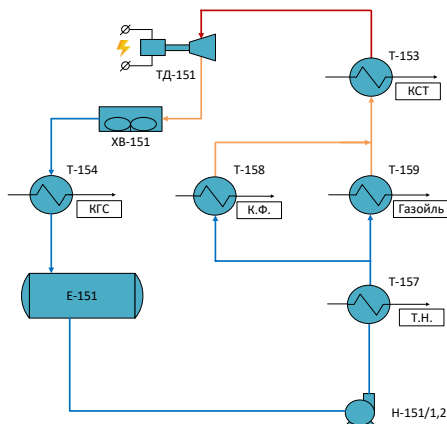 Т-153
ТД-151
КСТ
ХВ-151
Т-154
Т-158
Т-159
КГС
К.Ф.
Газойль
Е-151
Т-157
Т.Н.
Н-151/1,2